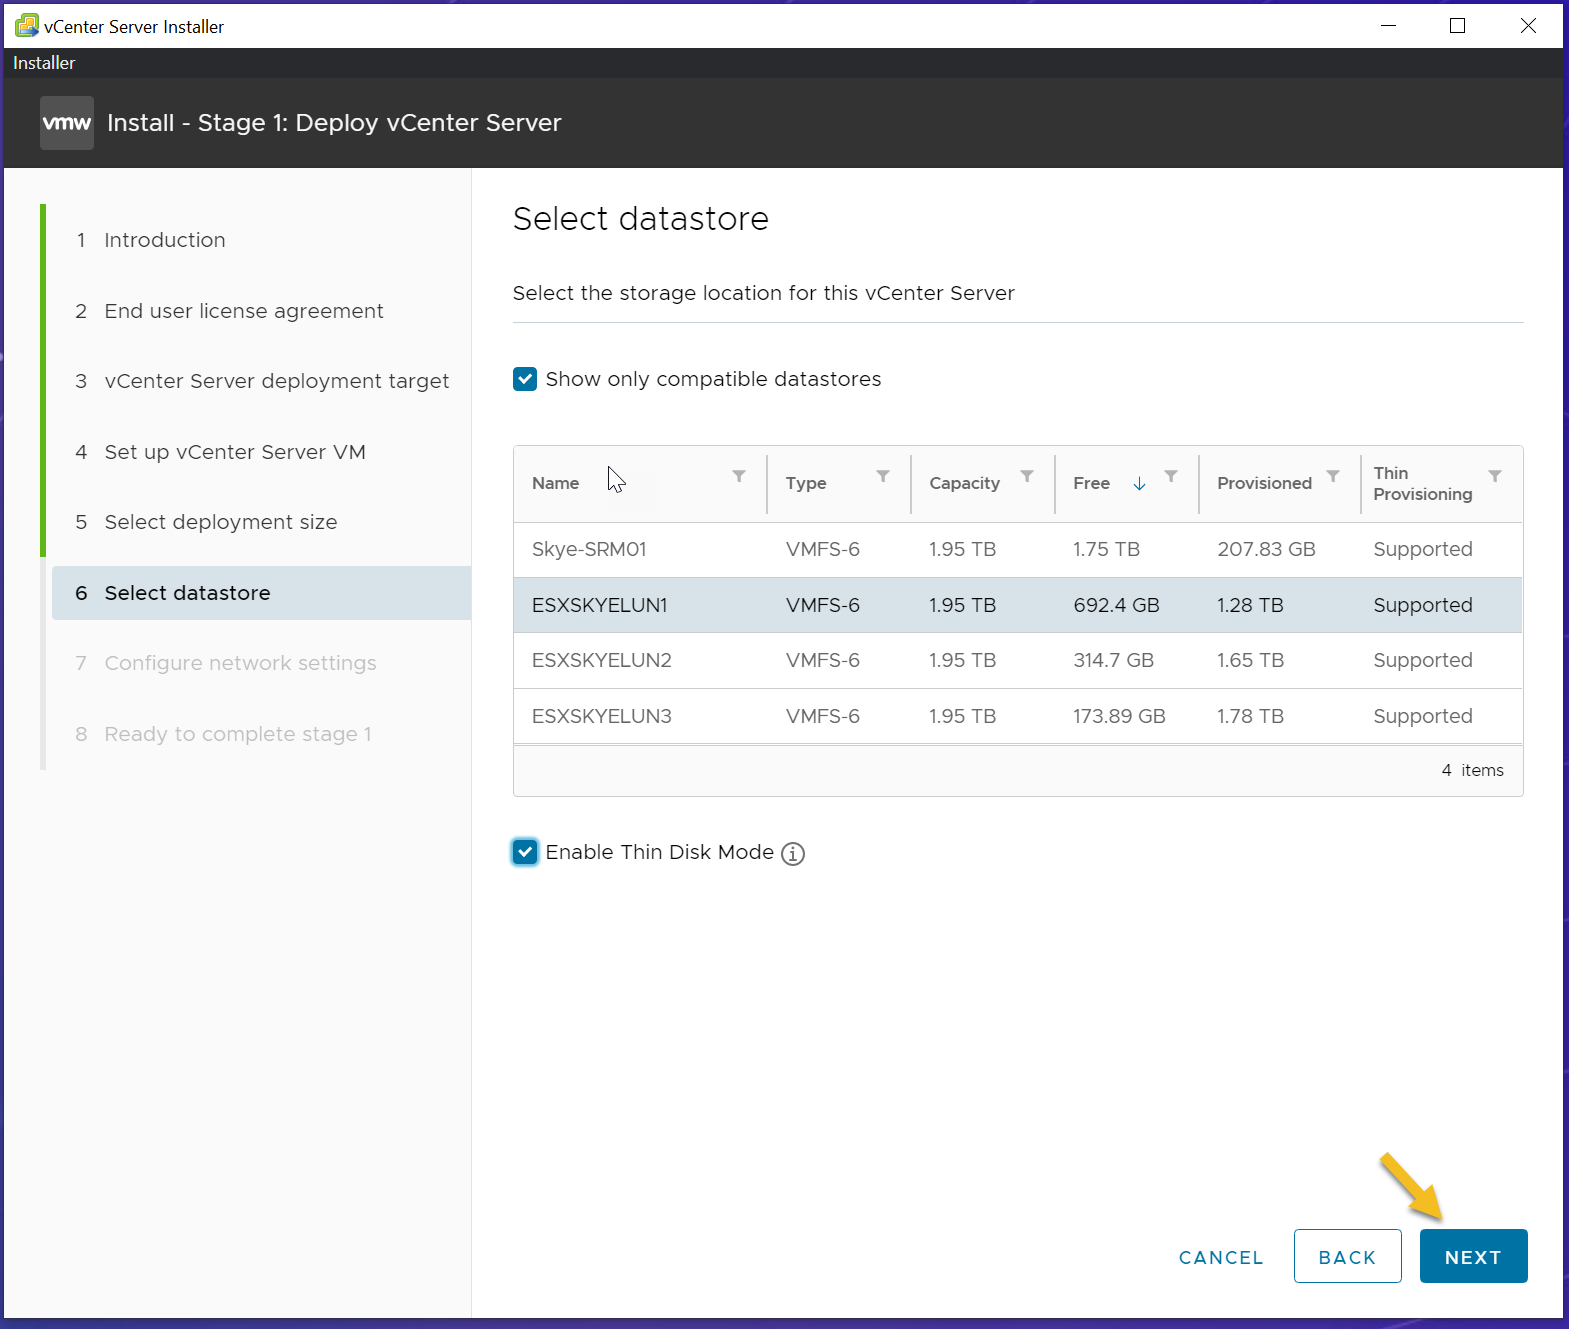 vCenter Server Installer
Installer
vmw Install - Stage 1: Deploy vCenter Server
1 Introduction
2 End user license agreement
3 vCenter Server deployment target
4 Set up vCenter Server VM
5 Select deployment size
6 Select datastore
7 Configure network settings
8 Ready to complete stage 1
Select datastore
Select the storage location for this vCenter Server
Show only compatible datastores
Name Type Capacity Free Provisioned Thin Provisioning
Skye-SRM01 VMFS-6 1.95 TB 1.75 TB 207.83 GB Supported
ESXSKYELUN1 VMFS-6 1.95 TB 692.4 GB 1.28 TB Supported
ESXSKYELUN2 VMFS-6 1.95 TB 314.7 GB 1.65 TB Supported
ESXSKYELUN3 VMFS-6 1.95 TB 173.89 GB 1.78 TB Supported
4 items
Enable Thin Disk Mode
CANCEL BACK NEXT